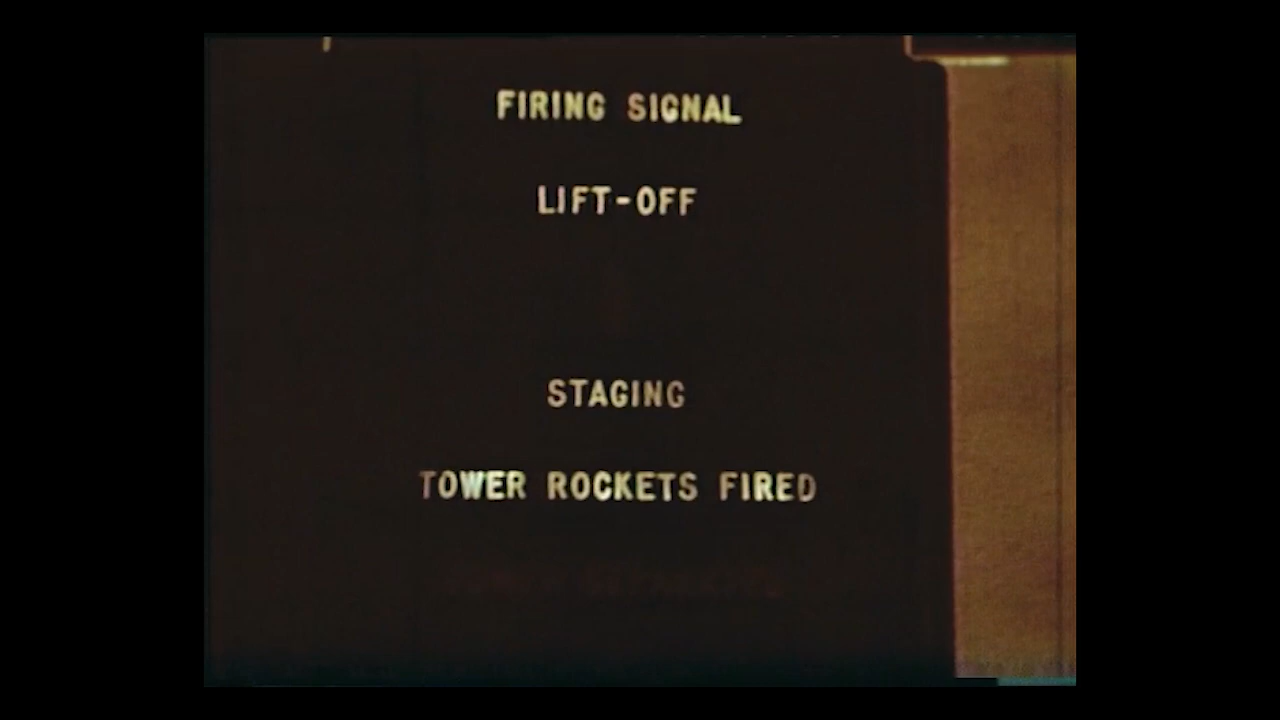 FIRING SIGNAL
LIFT-OFF
STAGING
TOWER ROCKETS FIRED